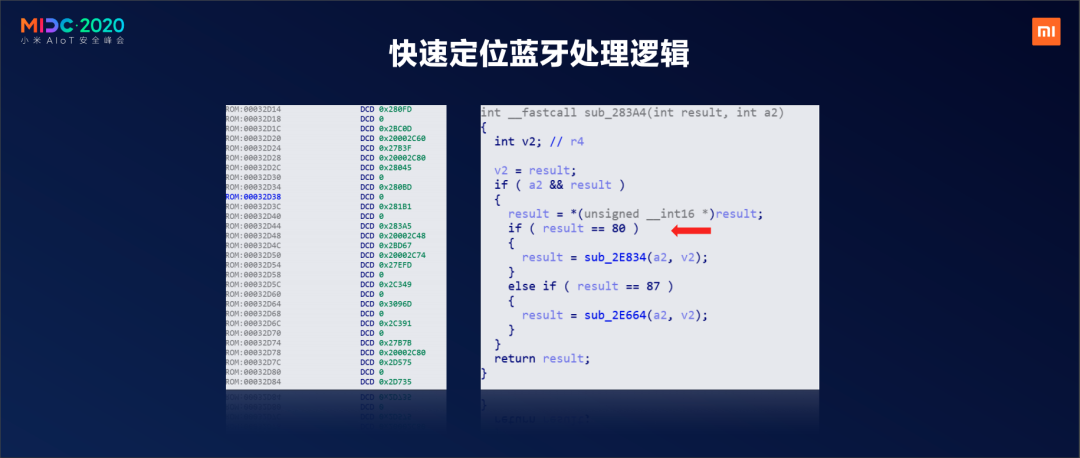 MIDC·2020
小米 AIoT 安全峰会
MI
快速定位蓝牙处理逻辑
ROM:00032D14 DCD 0x280FD
ROM:00032D18 DCD 0
ROM:00032D1C DCD 0x2BC0D
ROM:00032D20 DCD 0x20002C60
ROM:00032D24 DCD 0x27B3F
ROM:00032D28 DCD 0x20002C80
ROM:00032D2C DCD 0x28045
ROM:00032D30 DCD 0
ROM:00032D34 DCD 0x280BD
ROM:00032D38 DCD 0
ROM:00032D3C DCD 0x281B1
ROM:00032D40 DCD 0
ROM:00032D44 DCD 0x283A5
ROM:00032D48 DCD 0x20002C48
ROM:00032D4C DCD 0x2BD67
ROM:00032D50 DCD 0x20002C74
ROM:00032D54 DCD 0x27EFD
ROM:00032D58 DCD 0
ROM:00032D5C DCD 0x2C349
ROM:00032D60 DCD 0
ROM:00032D64 DCD 0x3096D
ROM:00032D68 DCD 0
ROM:00032D6C DCD 0x2C391
ROM:00032D70 DCD 0
ROM:00032D74 DCD 0x27B7B
ROM:00032D78 DCD 0x20002C80
ROM:00032D7C DCD 0x2D575
ROM:00032D80 DCD 0
ROM:00032D84 DCD 0x2D735
int __fastcall sub_283A4(int result, int a2)
{
int v2; // r4
v2 = result;
if ( a2 && result )
{
result = *(unsigned __int16 *)result;
if ( result == 80 )
{
result = sub_2E834(a2, v2);
}
else if ( result == 87 )
{
result = sub_2E664(a2, v2);
}
}
return result;
}